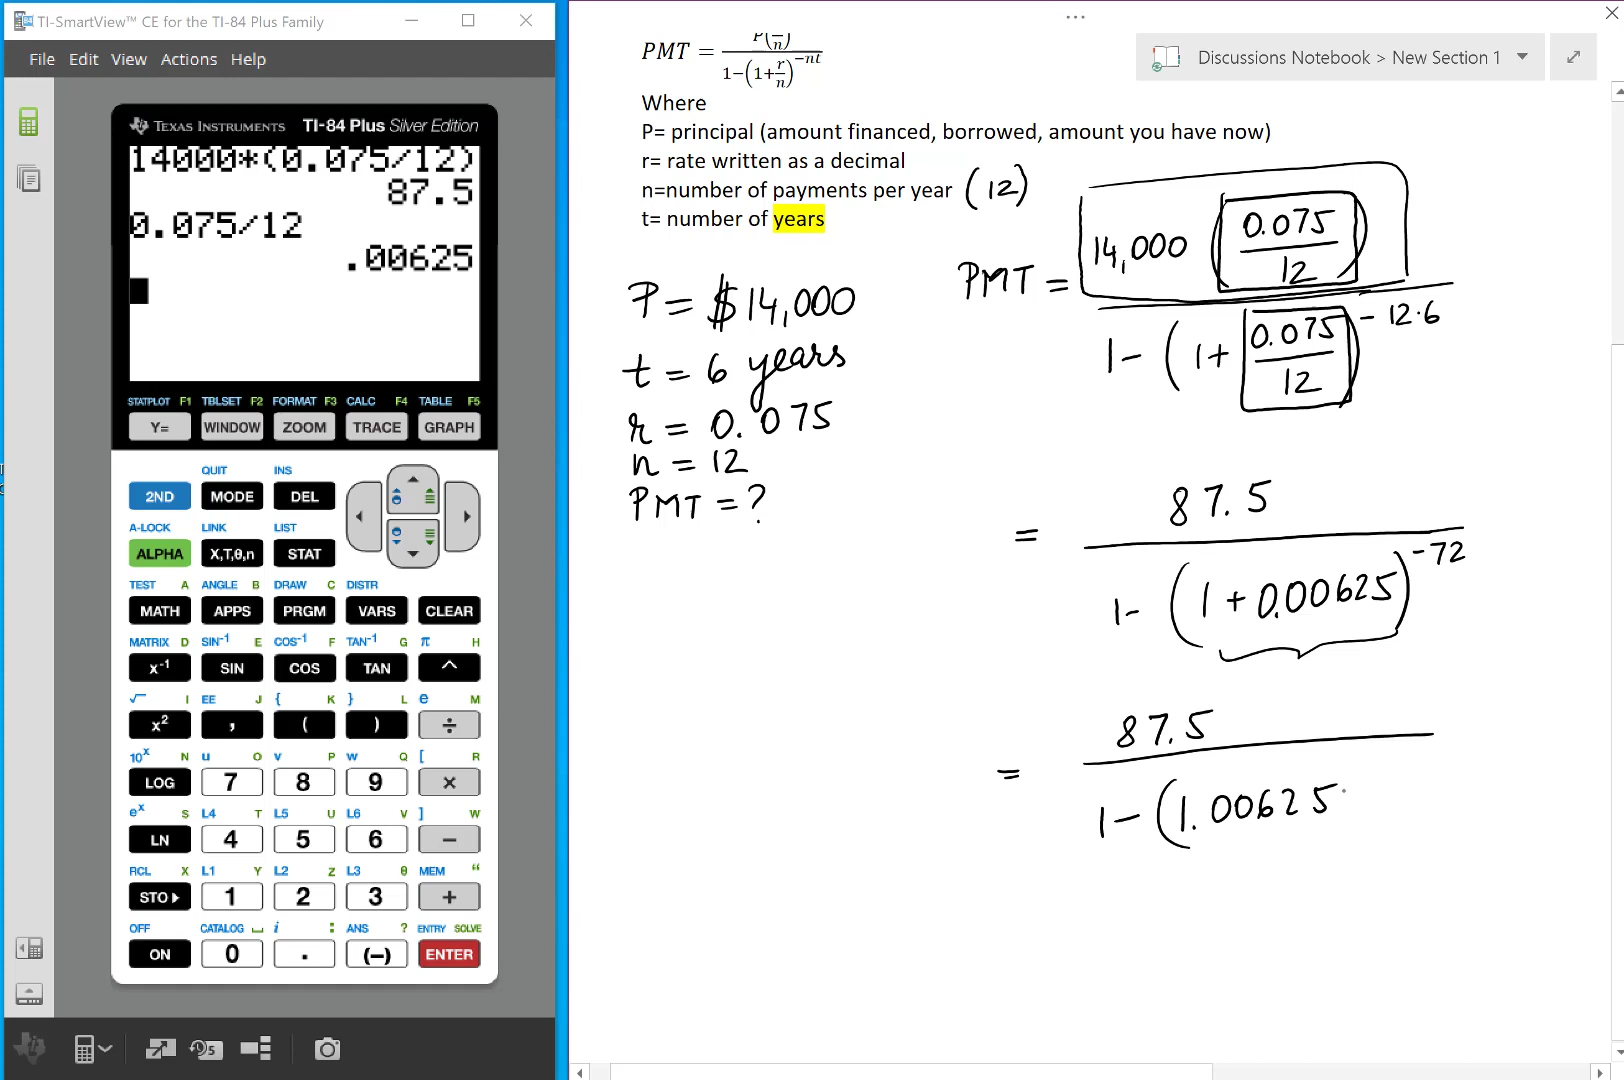 TI-SmartView™ CE for the TI-84 Plus Family
File Edit View Actions Help
TEXAS INSTRUMENTS TI-84 Plus Silver Edition
14000*(0.075/12)
87.5
0.075/12
.00625
STATPLOT F1 TBLSET F2 FORMAT F3 CALC F4 TABLE F5
Y= WINDOW ZOOM TRACE GRAPH
QUIT INS
2ND MODE DEL
A-LOCK LINK LIST
ALPHA X,T,θ,n STAT
TEST A ANGLE B DRAW C DISTR
MATH APPS PRGM VARS CLEAR
MATRIX D SIN⁻¹ E COS⁻¹ F TAN⁻¹ G π H
x⁻¹ SIN COS TAN ^
√ I EE J { K } L e M
x² , ( ) ÷
10ˣ N u O v P w Q [ R
LOG 7 8 9 ×
eˣ S L4 T L5 U L6 V ] W
LN 4 5 6 −
RCL X L1 Y L2 Z L3 θ MEM “
STO▶ 1 2 3 +
OFF CATALOG ⎵ i : ANS ? ENTRY SOLVE
ON 0 . (−) ENTER
Discussions Notebook > New Section 1
PMT = P(r/n) / 1−(1+r/n)^−nt
Where
P= principal (amount financed, borrowed, amount you have now)
r= rate written as a decimal
n=number of payments per year (12)
t= number of years
P = $14,000
t = 6 years
r = 0.075
n = 12
PMT = ?
PMT = 14,000 (0.075/12) / 1 − (1 + 0.075/12)^−12·6
= 87.5 / 1 − (1 + 0.00625)^−72
= 87.5 / 1 − (1.00625